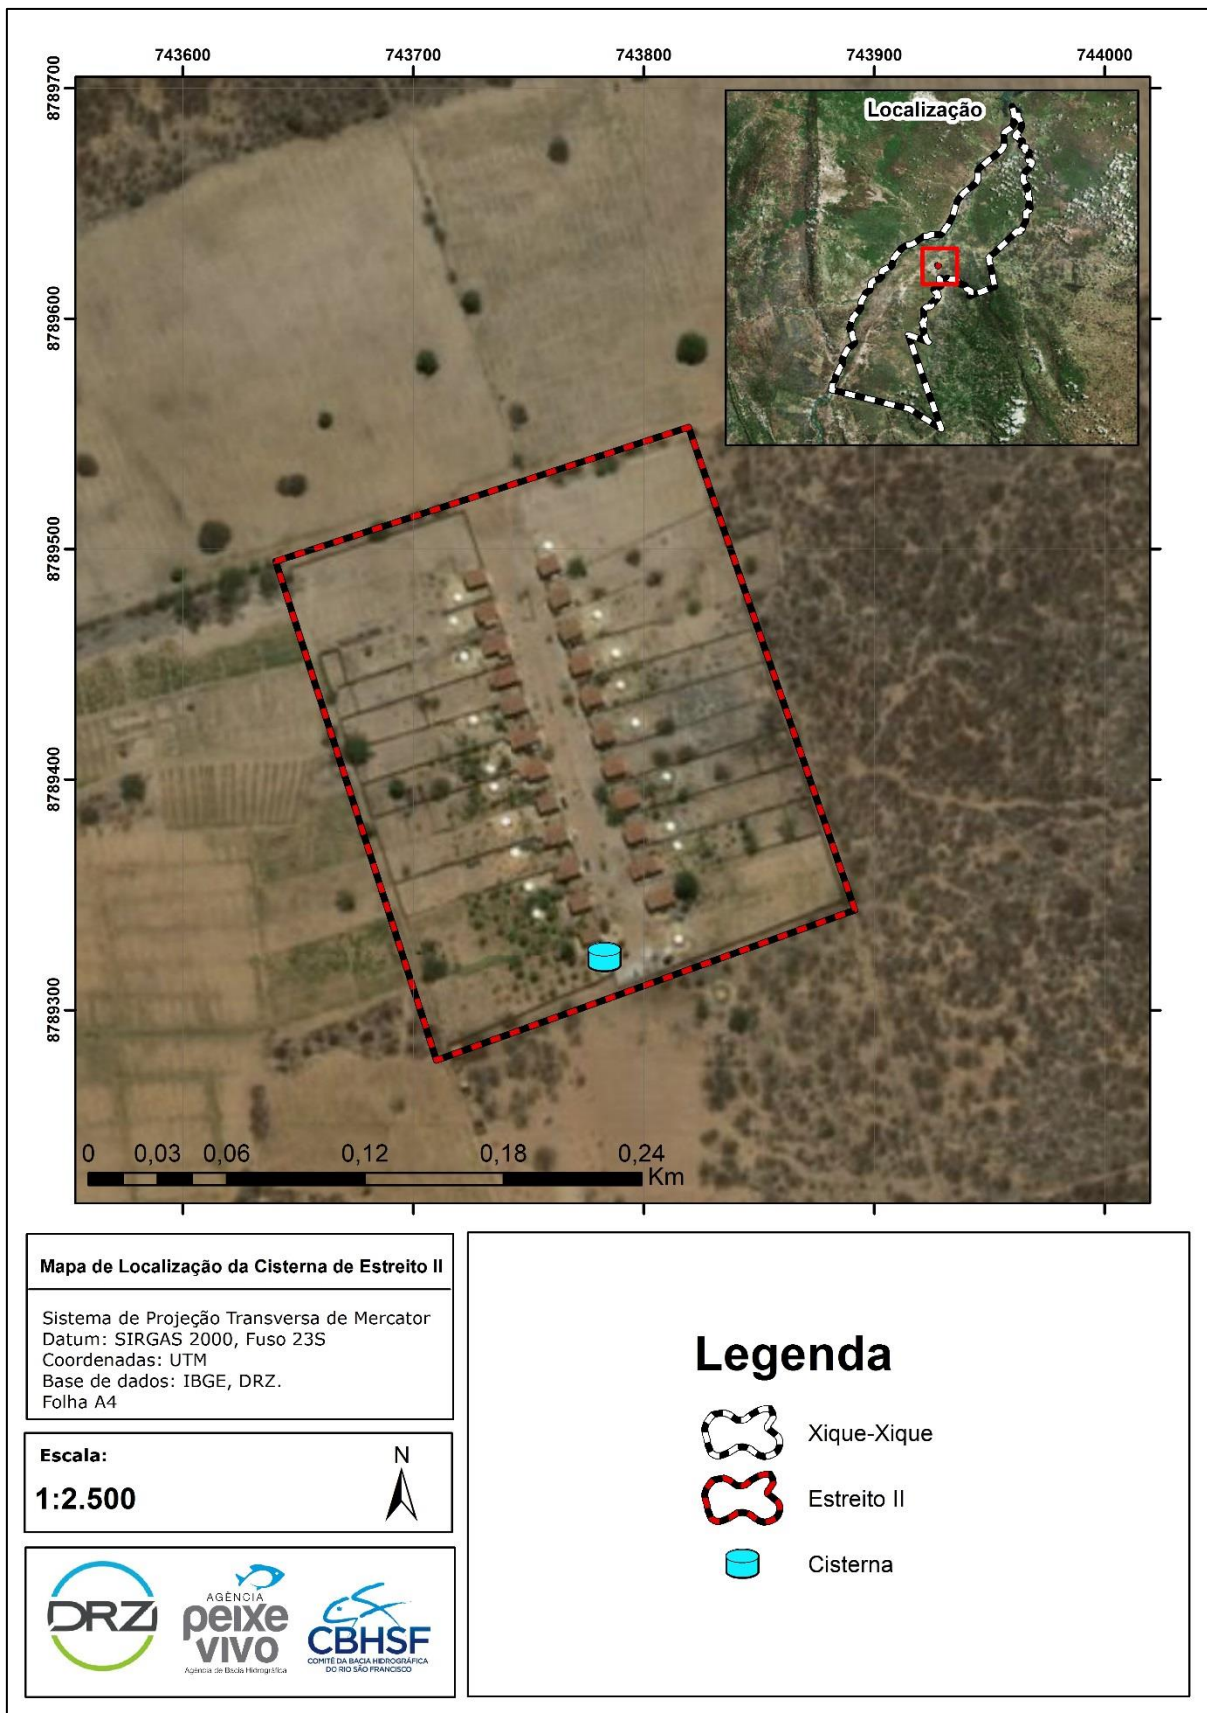 743600 743700 743800 743900 744000
8789700
8789600
8789500
8789400
8789300
Localização
0 0,03 0,06 0,12 0,18 0,24
Km
Mapa de Localização da Cisterna de Estreito II
Sistema de Projeção Transversa de Mercator
Datum: SIRGAS 2000, Fuso 23S
Coordenadas: UTM
Base de dados: IBGE, DRZ.
Folha A4
Escala:
1:2.500
N
DRZ
AGÊNCIA
peixe
vivo
Agência de Bacia Hidrográfica
CBHSF
COMITÊ DA BACIA HIDROGRÁFICA
DO RIO SÃO FRANCISCO
Legenda
Xique-Xique
Estreito II
Cisterna